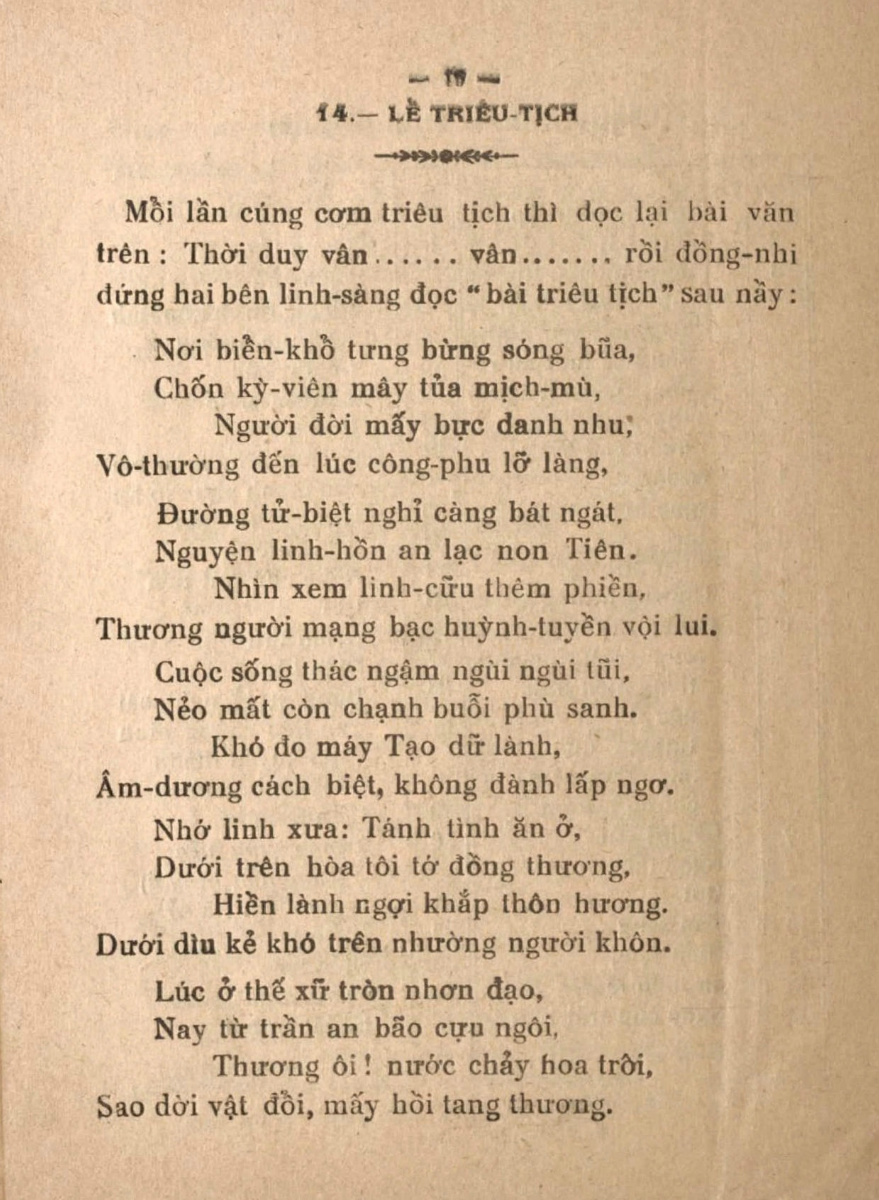 14.— LỄ TRIÊU-TỊCH
Mỗi lần cúng cơm triêu tịch thì đọc lại bài văn
trên : Thời duy vân...... vân....... rồi đồng-nhi
đứng hai bên linh-sàng đọc “bài triêu tịch” sau nầy :
Nơi biển-khổ tưng bừng sóng bũa,
Chốn kỳ-viên mây tủa mịch-mù,
Người đời mấy bực danh nhu;
Vô-thường đến lúc công-phu lỡ làng,
Đường tử-biệt nghỉ càng bát ngát,
Nguyện linh-hồn an lạc non Tiên.
Nhìn xem linh-cữu thêm phiền,
Thương người mạng bạc huỳnh-tuyền vội lui.
Cuộc sống thác ngậm ngùi ngùi tũi,
Nẻo mất còn chạnh buổi phù sanh.
Khó đo máy Tạo dữ lành,
Âm-dương cách biệt, không đành lấp ngơ.
Nhớ linh xưa: Tánh tình ăn ở,
Dưới trên hòa tôi tớ đồng thương,
Hiền lành ngợi khắp thôn hương.
Dưới dìu kẻ khó trên nhường người khôn.
Lúc ở thế xữ tròn nhơn đạo,
Nay từ trần an bão cựu ngôi,
Thương ôi ! nước chảy hoa trôi,
Sao dời vật đổi, mấy hồi tang thương.